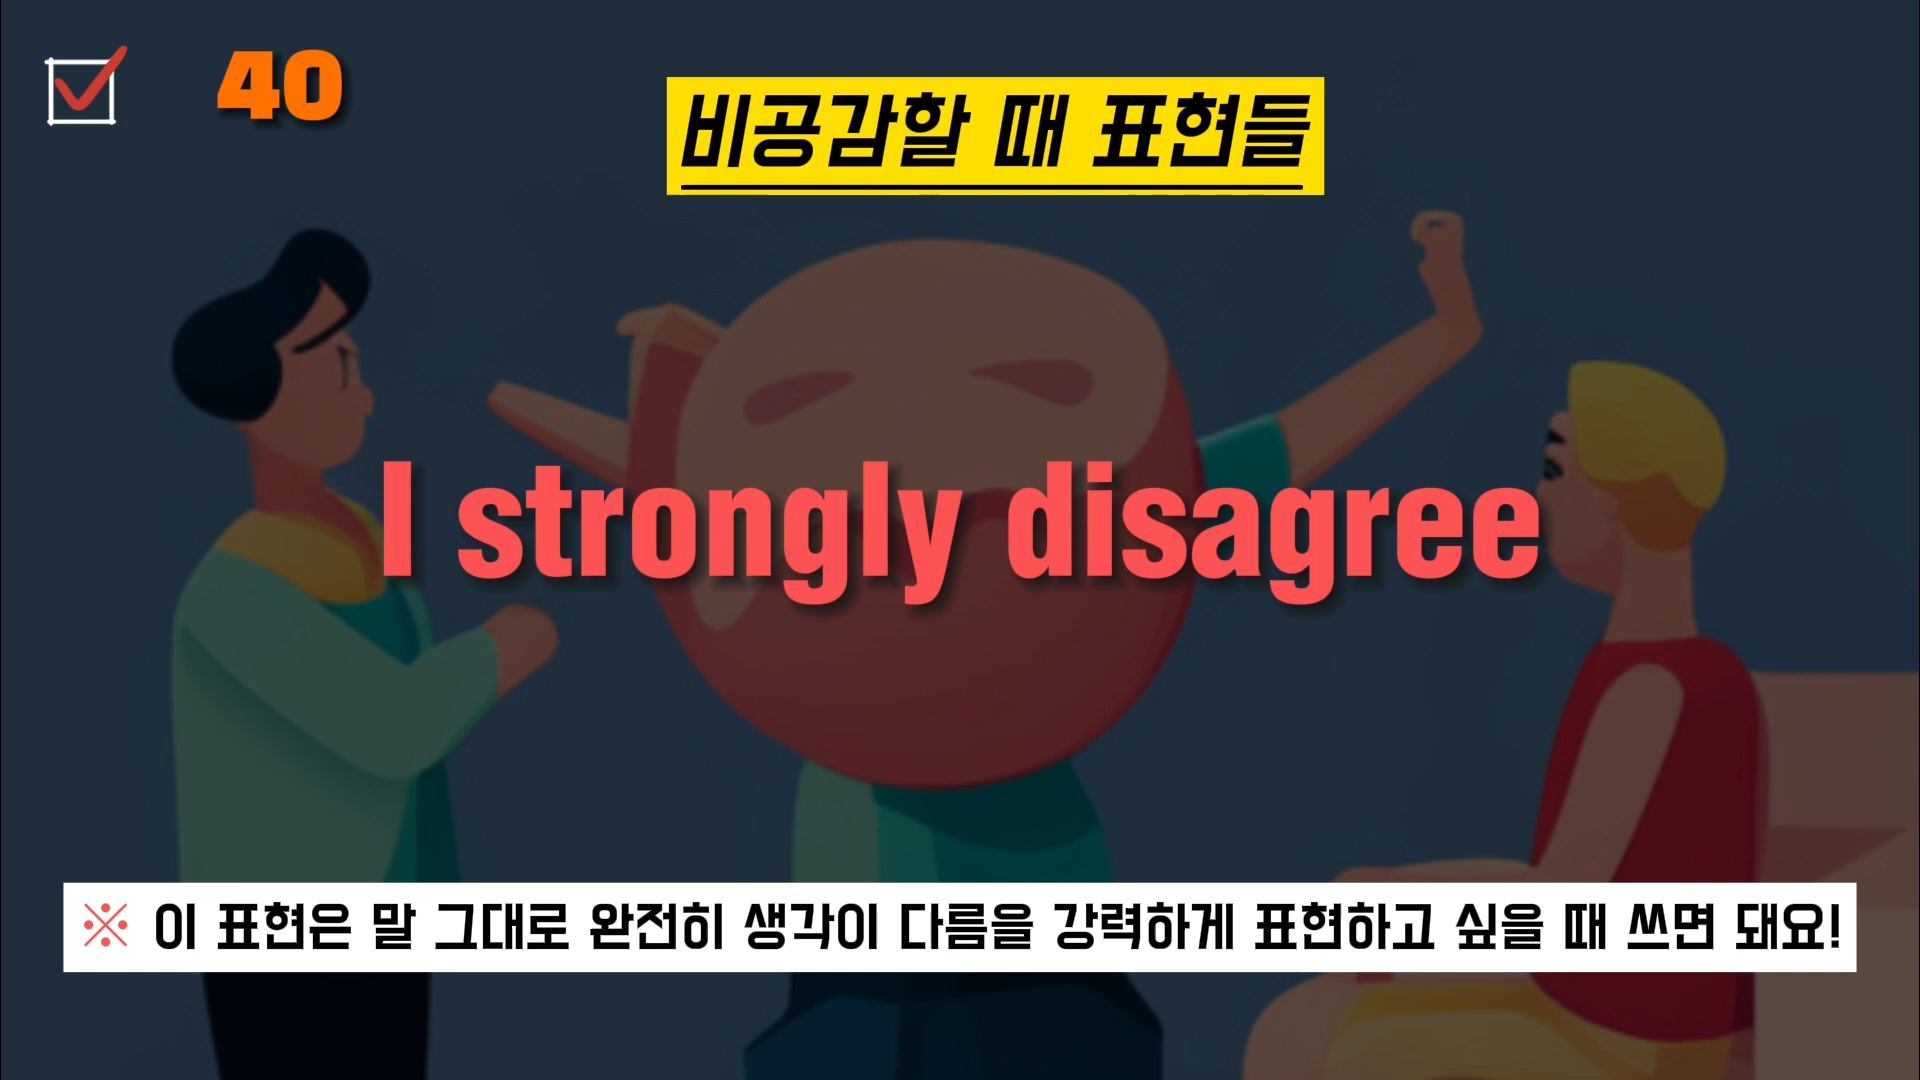 40
비공감할 때 표현들
I strongly disagree
※ 이 표현은 말 그대로 완전히 생각이 다름을 강력하게 표현하고 싶을 때 쓰면 돼요!